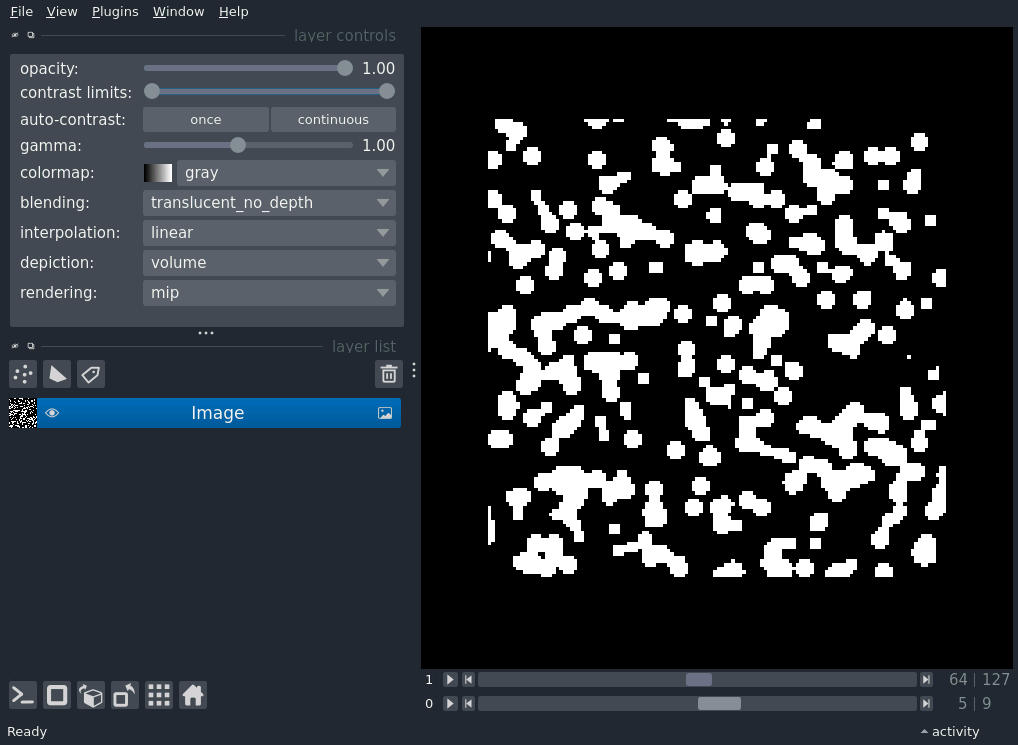 File View Plugins Window Help
layer controls
opacity: 1.00
contrast limits:
auto-contrast: once continuous
gamma: 1.00
colormap: gray
blending: translucent_no_depth
interpolation: linear
depiction: volume
rendering: mip
layer list
Image
1 64 | 127
0 5 | 9
Ready activity